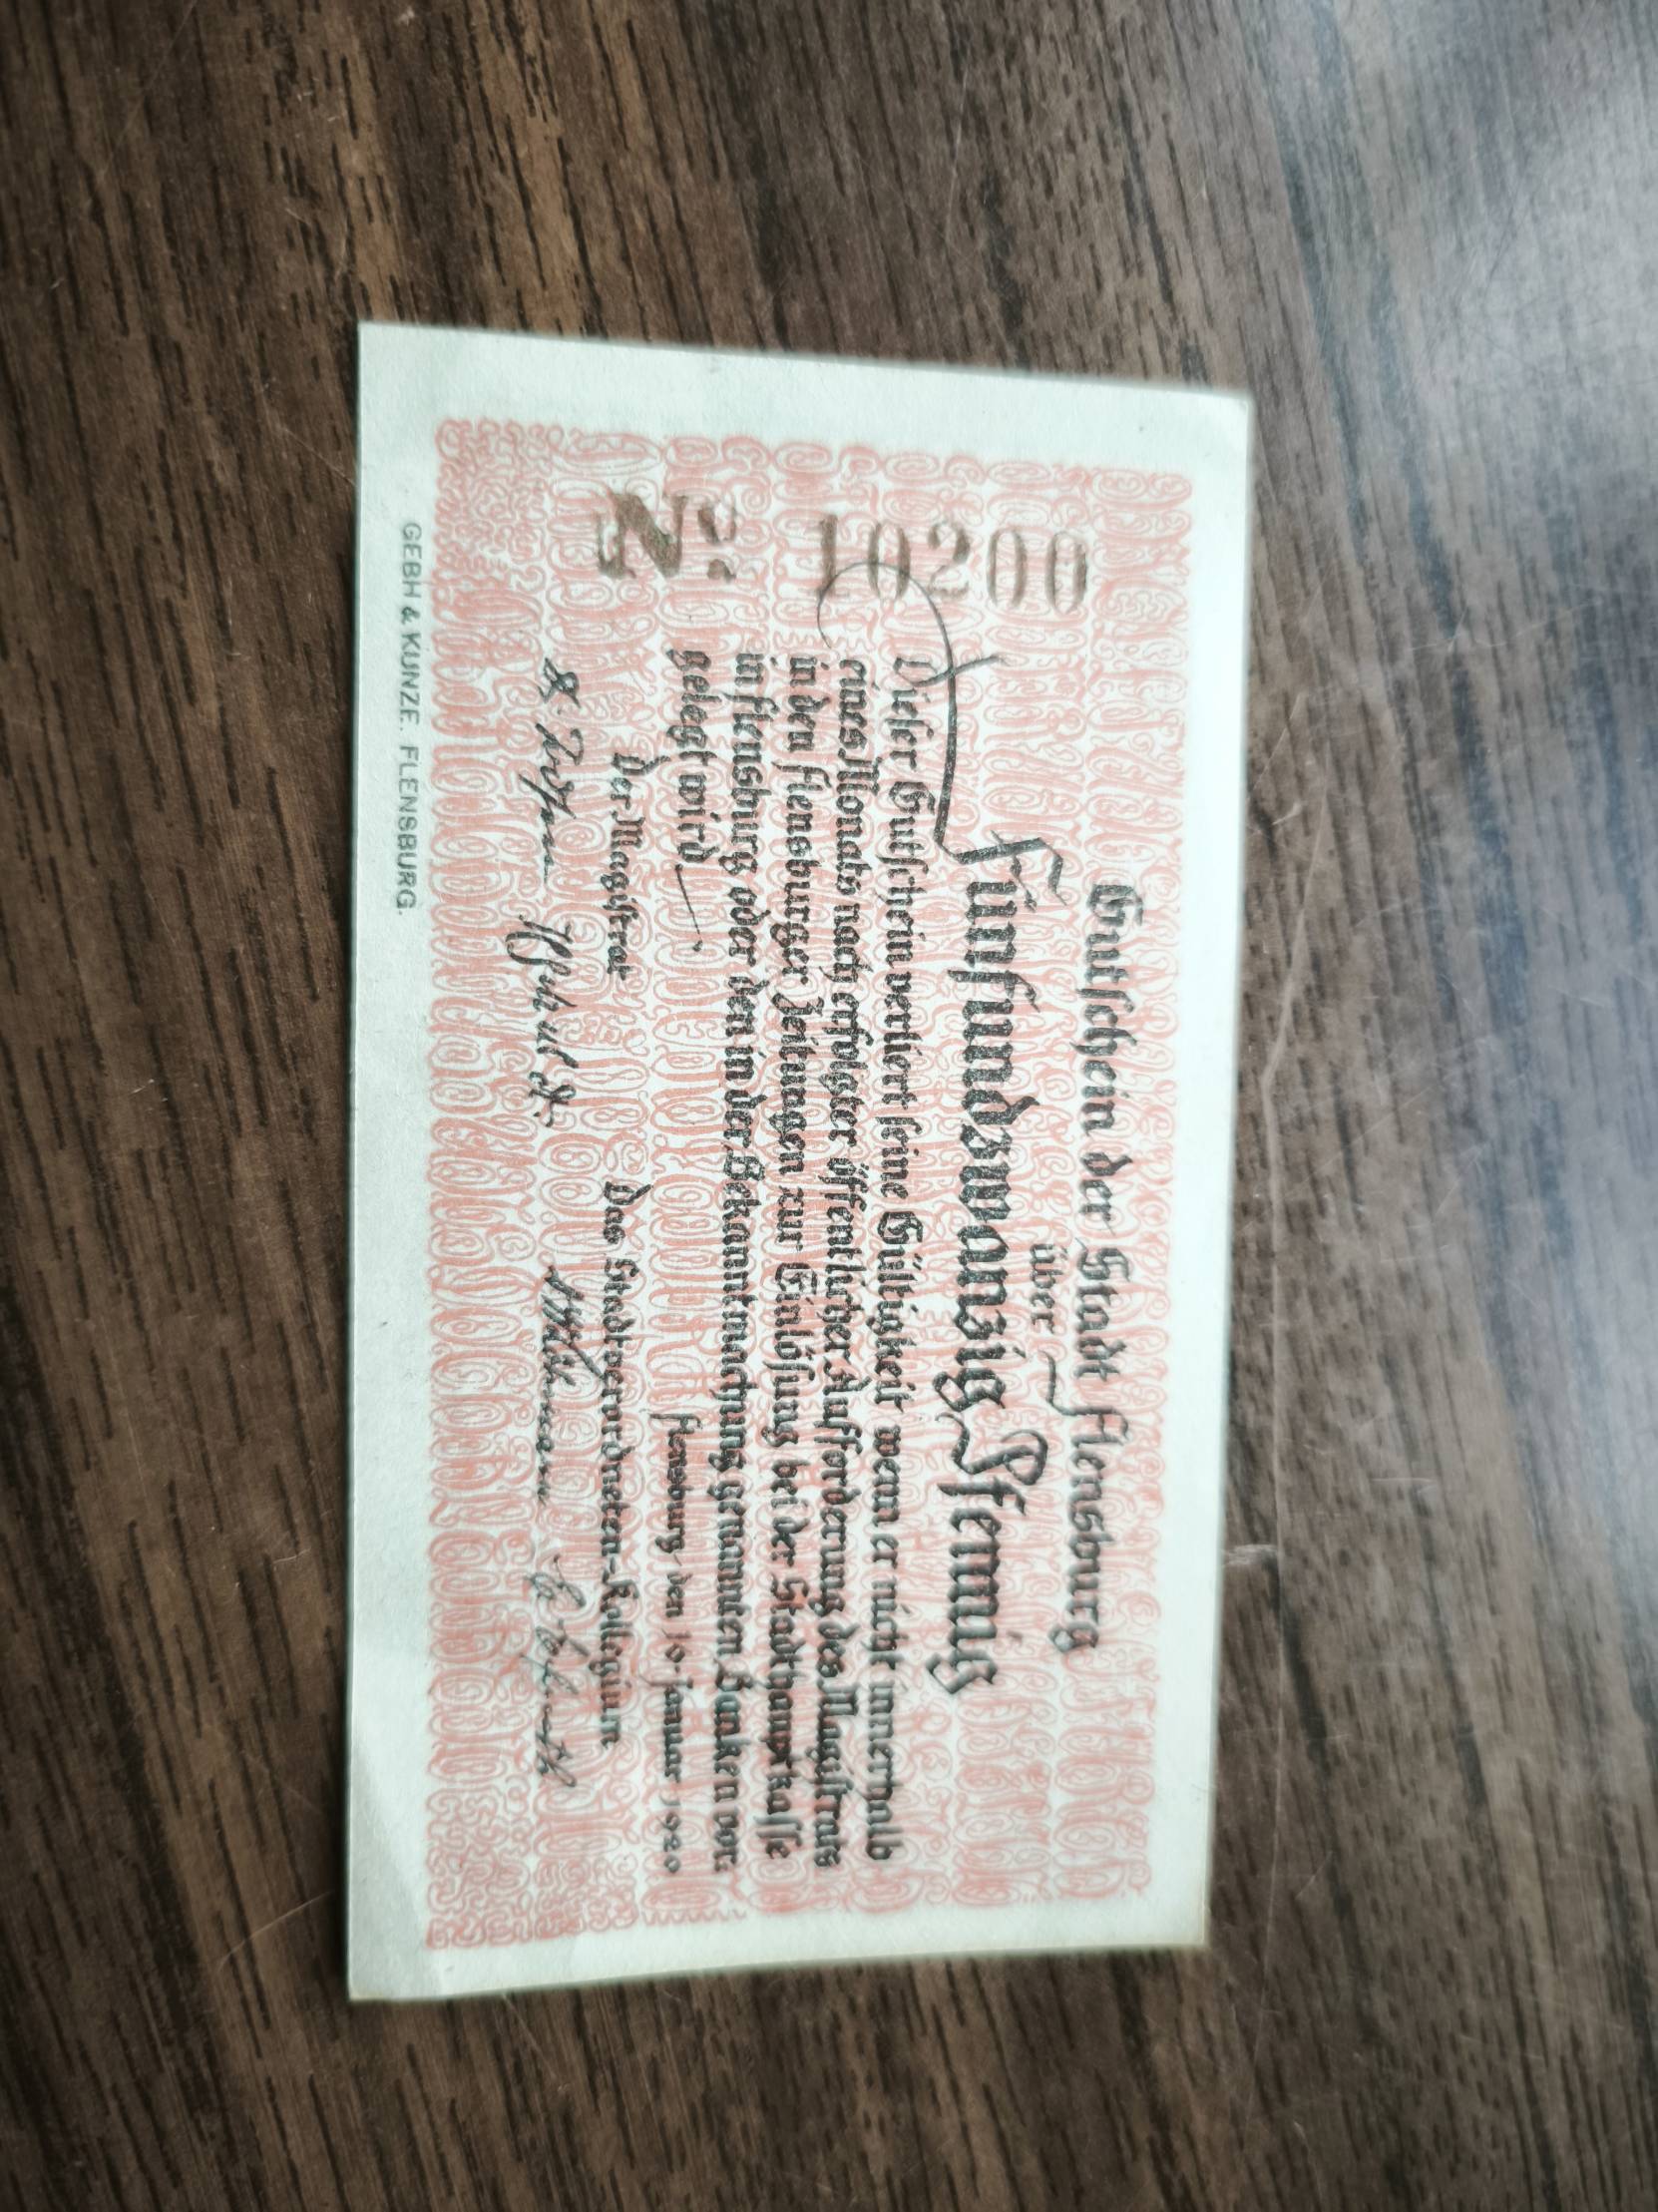 Gutschein der Stadt Flensburg
über
Fünfundzwanzig Pfennig
Dieser Gutschein verliert seine Gültigkeit wenn er nicht innerhalb
eines Monats nach erfolgter öffentlicher Aufforderung des Magistrats
in den Flensburger Zeitungen zur Einlösung bei der Stadthauptkasse
in Flensburg oder den in der Bekanntmachung genannten Banken vor-
gelegt wird
Flensburg den 10. Januar 1920
Der Magistrat
Das Stadtverordneten-Kollegium
Nº 10200
GEBH & KUNZE. FLENSBURG.